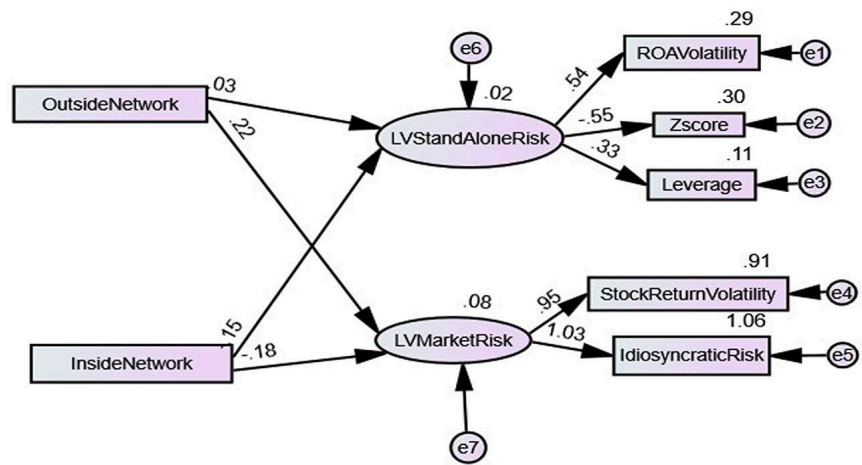 .29
e6
ROAVolatility
e1
.03
.54
OutsideNetwork
.02
.30
.22
-.55
Zscore
e2
LVStandAloneRisk
.33
.11
Leverage
e3
.91
.08
.95
StockReturnVolatility
e4
.15
1.06
-.18
LVMarketRisk
1.03
InsideNetwork
IdiosyncraticRisk
e5
e7